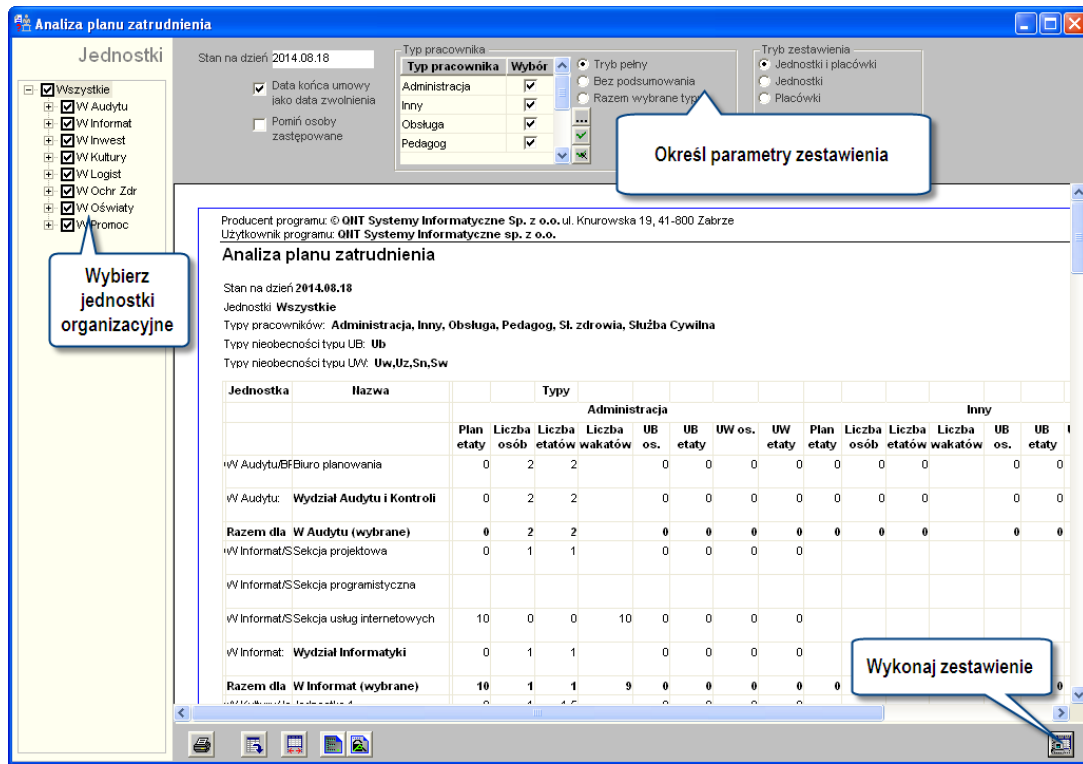 Analiza planu zatrudnienia
Jednostki
Wszystkie
W Audytu
W Informat
W Inwest
W Kultury
W Logist
W Ochr Zdr
W Oświaty
W Promoc
Wybierz
jednostki
organizacyjne
Stan na dzień 2014.08.18
Data końca umowy
jako data zwolnienia
Pomiń osoby
zastępowane
Typ pracownika
Typ pracownika Wybór
Administracja
Inny
Obsługa
Pedagog
Tryb pełny
Bez podsumowania
Razem wybrane typy
...
Tryb zestawienia
Jednostki i placówki
Jednostki
Placówki
Określ parametry zestawienia
Producent programu: © QNT Systemy Informatyczne Sp. z o.o. ul. Knurowska 19, 41-800 Zabrze
Użytkownik programu: QNT Systemy Informatyczne sp. z o.o.
Analiza planu zatrudnienia
Stan na dzień 2014.08.18
Jednostki Wszystkie
Typy pracowników: Administracja, Inny, Obsługa, Pedagog, Sł. zdrowia, Służba Cywilna
Typy nieobecności typu UB: Ub
Typy nieobecności typu UW: Uw,Uz,Sn,Sw
Jednostka Nazwa Typy
Administracja Inny
Plan Liczba Liczba Liczba UB UB UW os. UW Plan Liczba Liczba Liczba UB UB
etaty osób etatów wakatów os. etaty etaty etaty osób etatów wakatów os. etaty
W Audytu/BF Biuro planowania 0 2 2 0 0 0 0 0 0 0 0 0
W Audytu: Wydział Audytu i Kontroli 0 2 2 0 0 0 0 0 0 0 0 0
Razem dla W Audytu (wybrane) 0 2 2 0 0 0 0 0 0 0 0 0
W Informat/S Sekcja projektowa 0 1 1 0 0 0 0
W Informat/S Sekcja programistyczna
W Informat/S Sekcja usług internetowych 10 0 0 10 0 0 0 0
W Informat: Wydział Informatyki 0 1 1 0 0 0 0
Razem dla W Informat (wybrane) 10 1 1 9 0 0 0 0 0 0
Wykonaj zestawienie